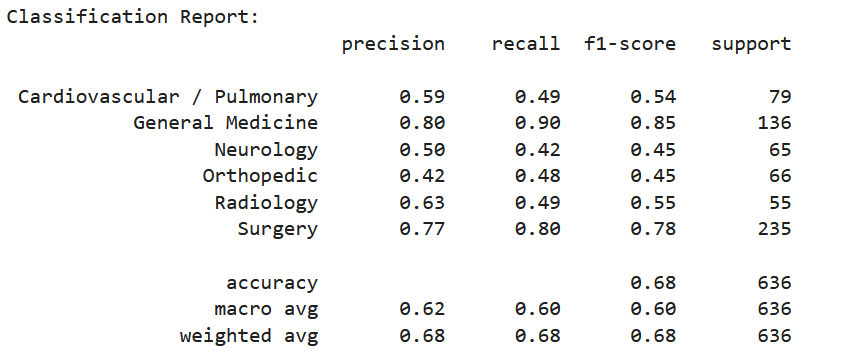 Classification Report:
precision recall f1-score support
Cardiovascular / Pulmonary 0.59 0.49 0.54 79
General Medicine 0.80 0.90 0.85 136
Neurology 0.50 0.42 0.45 65
Orthopedic 0.42 0.48 0.45 66
Radiology 0.63 0.49 0.55 55
Surgery 0.77 0.80 0.78 235
accuracy 0.68 636
macro avg 0.62 0.60 0.60 636
weighted avg 0.68 0.68 0.68 636